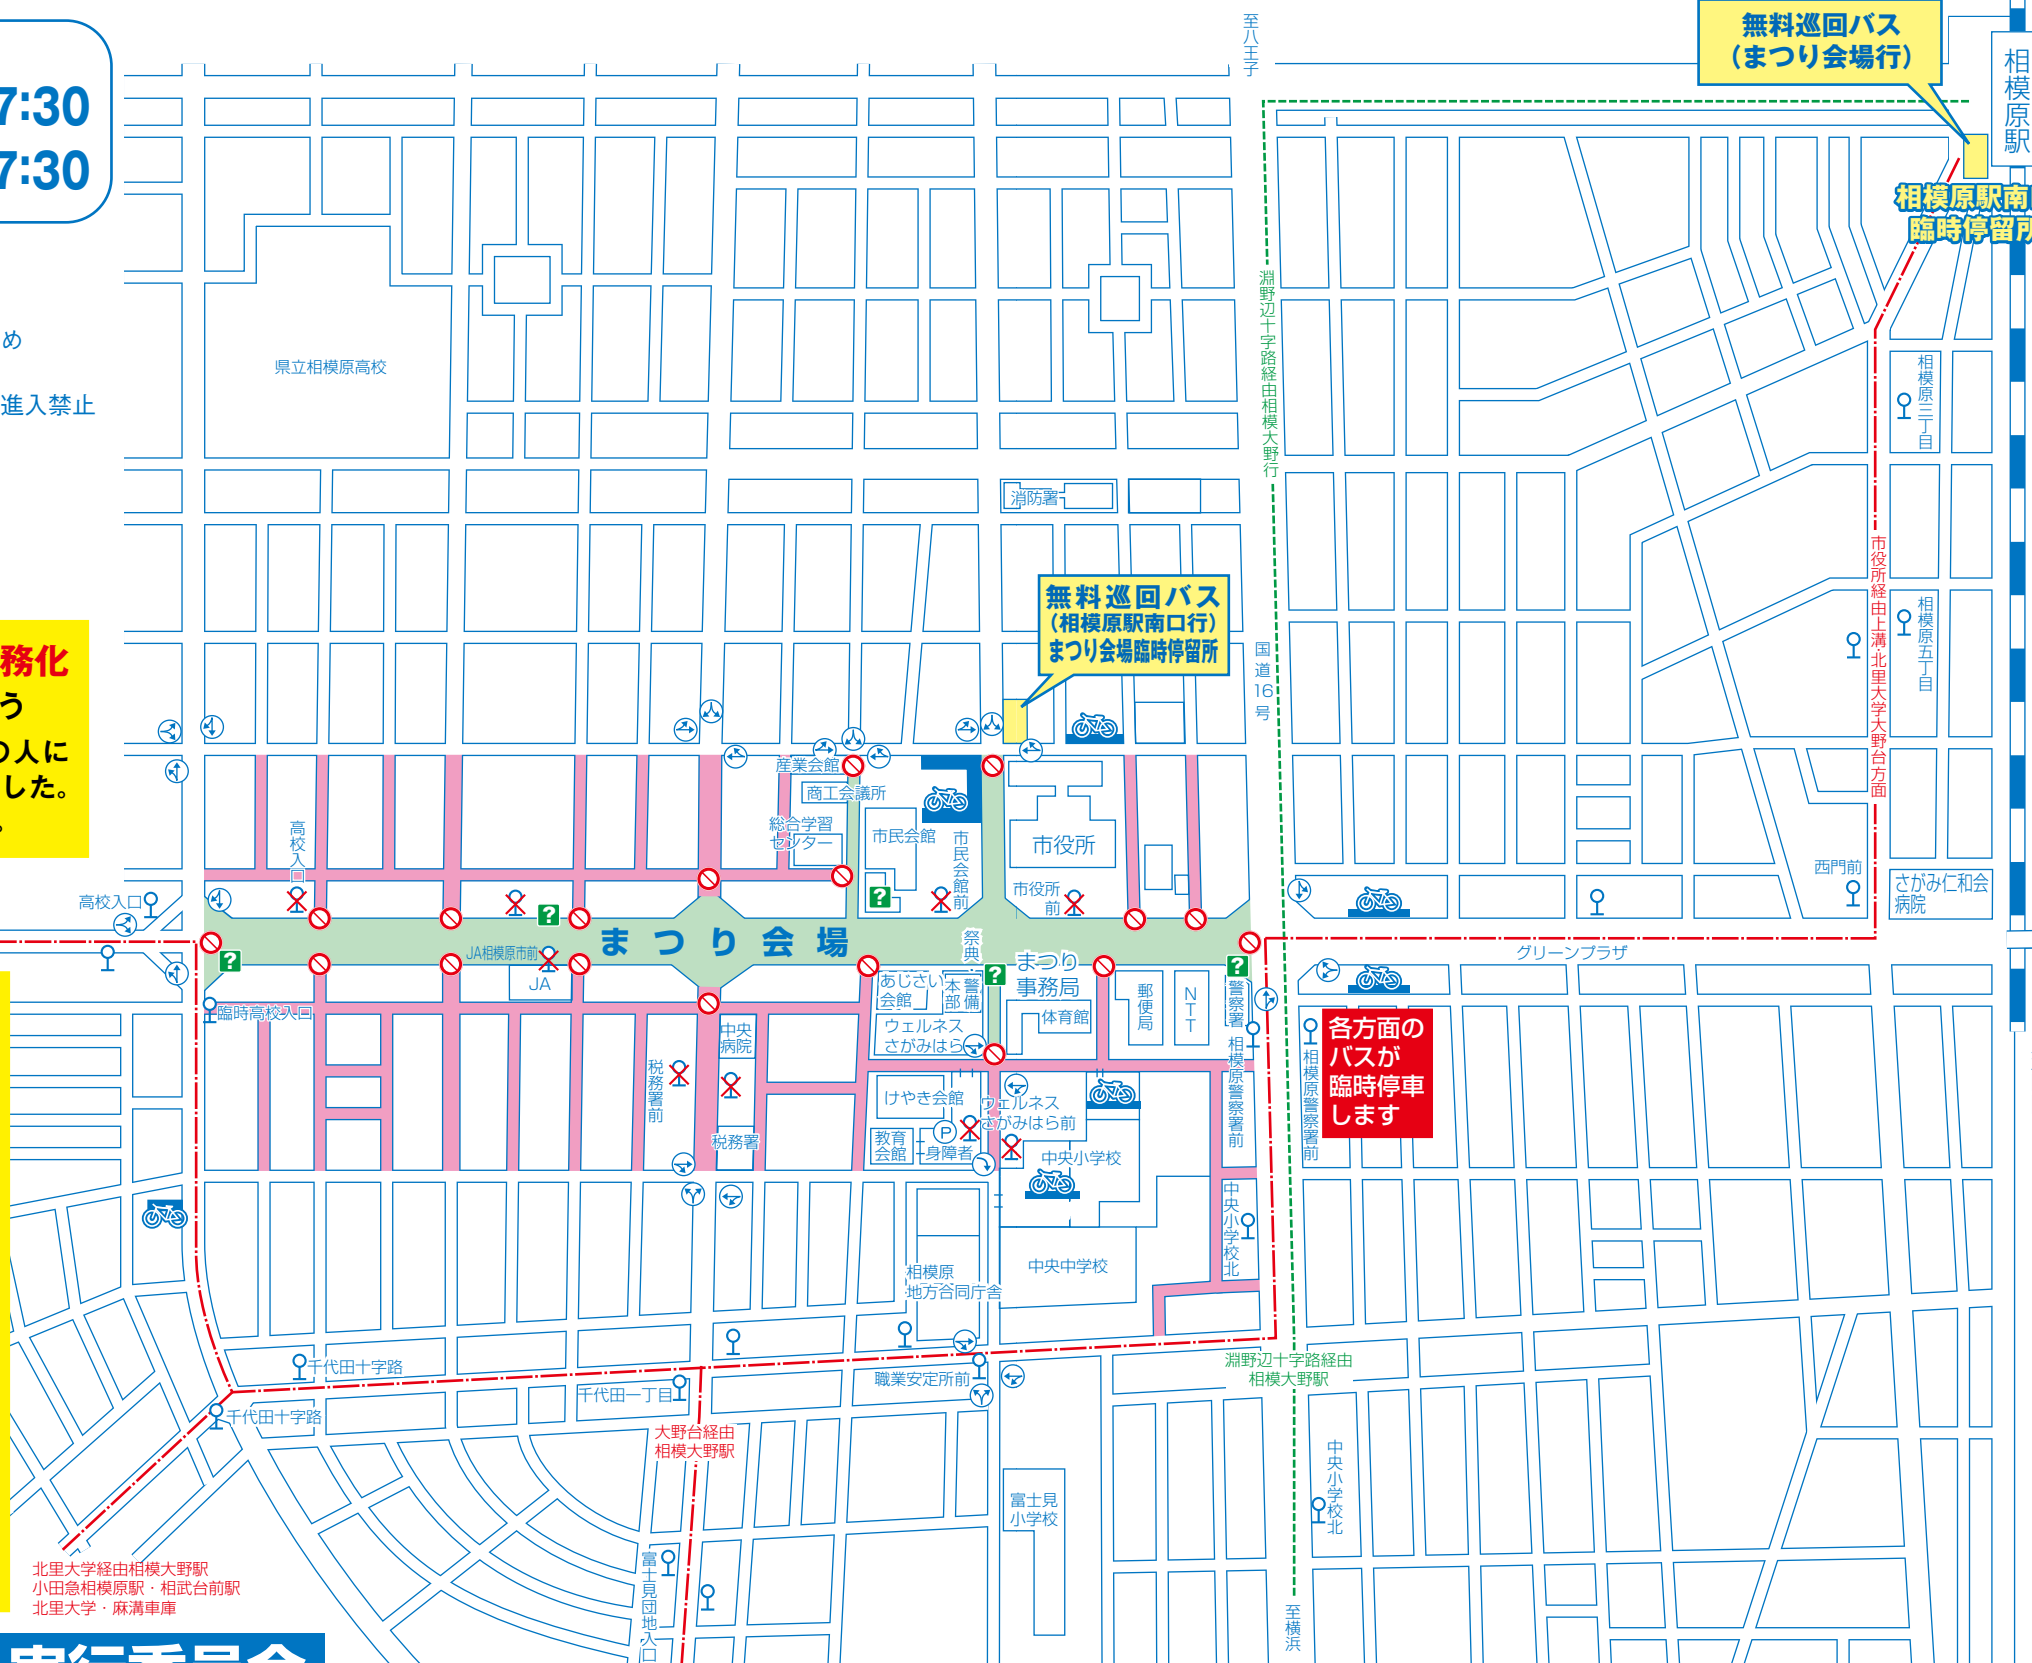 7:30
7:30
め
進入禁止
務化
う
の人に
した。
。
至八王子
無料巡回バス
（まつり会場行）
相模原駅
相模原駅南
臨時停留所
県立相模原高校
淵野辺十字路経由相模大野行
相模原三丁目
消防署
市役所経由上溝・北里大学大野台方面
無料巡回バス
（相模原駅南口行）
まつり会場臨時停留所
相模原五丁目
国道16号
産業会館
商工会議所
総合学習
センター
市民会館
市民会館前
市役所
市役所
前
高校入口
高校入口
西門前
さがみ仁和会
病院
まつり会場
JA相模原市前
JA
祭典
本部
警備
まつり
事務局
あじさい
会館
ウェルネス
さがみはら
体育館
郵便局
NTT
警察署
グリーンプラザ
臨時高校入口
中央
病院
税務署前
税務署
けやき会館
教育
会館
P
身障者
ウェルネス
さがみはら前
中央小学校
相模原警察署前
相模原警察署前
各方面の
バスが
臨時停車
します
中央小学校北
相模原
地方合同庁舎
中央中学校
千代田十字路
千代田十字路
千代田一丁目
職業安定所前
淵野辺十字路経由
相模大野駅
大野台経由
相模大野駅
中央小学校北
富士見
小学校
富士見団地入口
至横浜
北里大学経由相模大野駅
小田急相模原駅・相武台前駅
北里大学・麻溝車庫
実行委員会
?
?
?
?
?